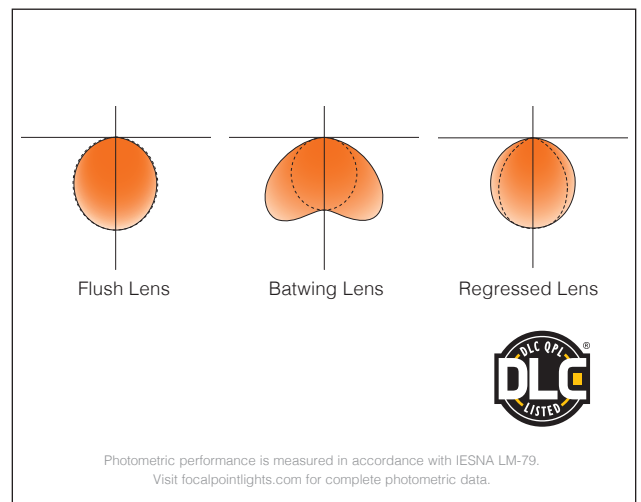 Flush Lens
Batwing Lens
Regressed Lens
DLC QPL
®
DLC
LISTED
Photometric performance is measured in accordance with IESNA LM-79.
Visit focalpointlights.com for complete photometric data.